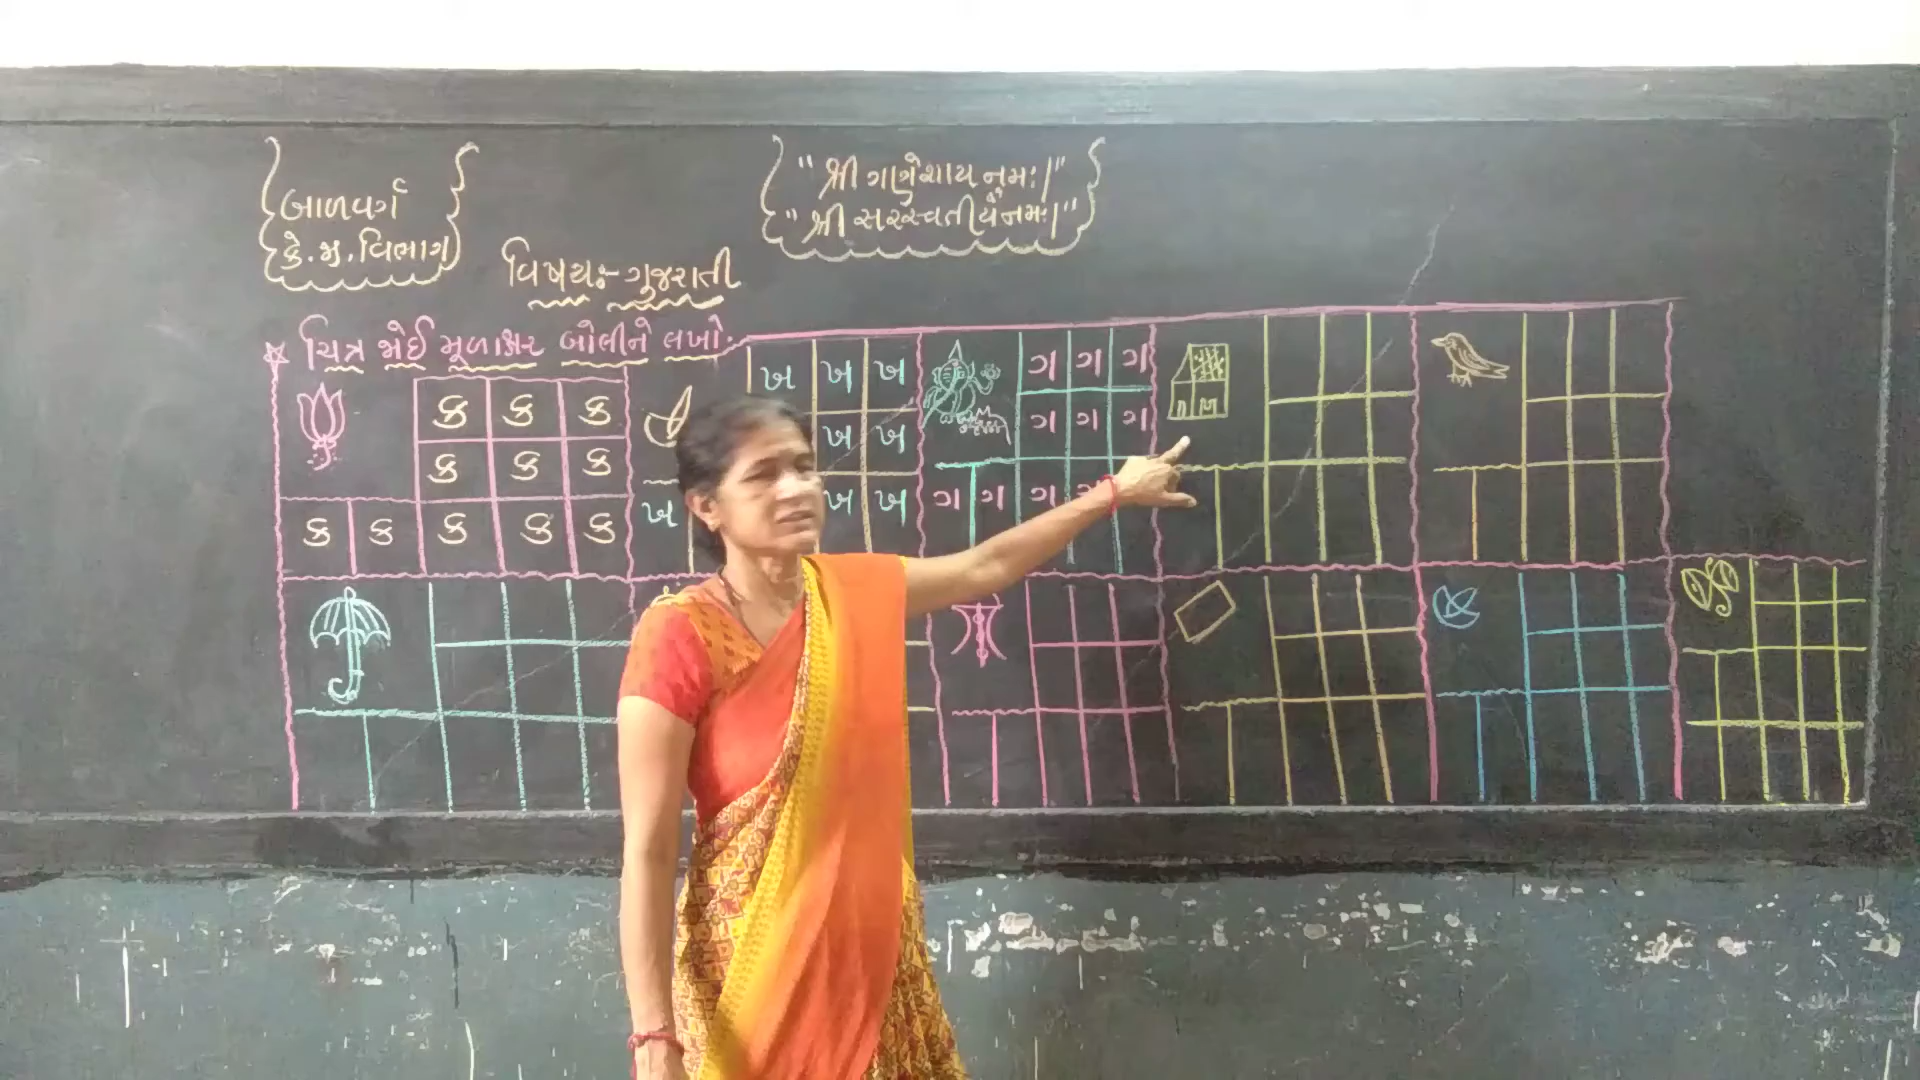 બાળવર્ગ
કે.મ.વિભાગ
"શ્રી ગણેશાય નમઃ|"
"શ્રી સરસ્વતીયૈ નમઃ|"
વિષય:- ગુજરાતી
ચિત્ર જોઈ મૂળાક્ષર બોલીને લખો.
ક ક ક
ક ક ક
ક ક ક ક ક
ખ ખ ખ
ખ ખ
ખ ખ ખ
ગ ગ ગ
ગ ગ ગ
ગ ગ ગ ગ